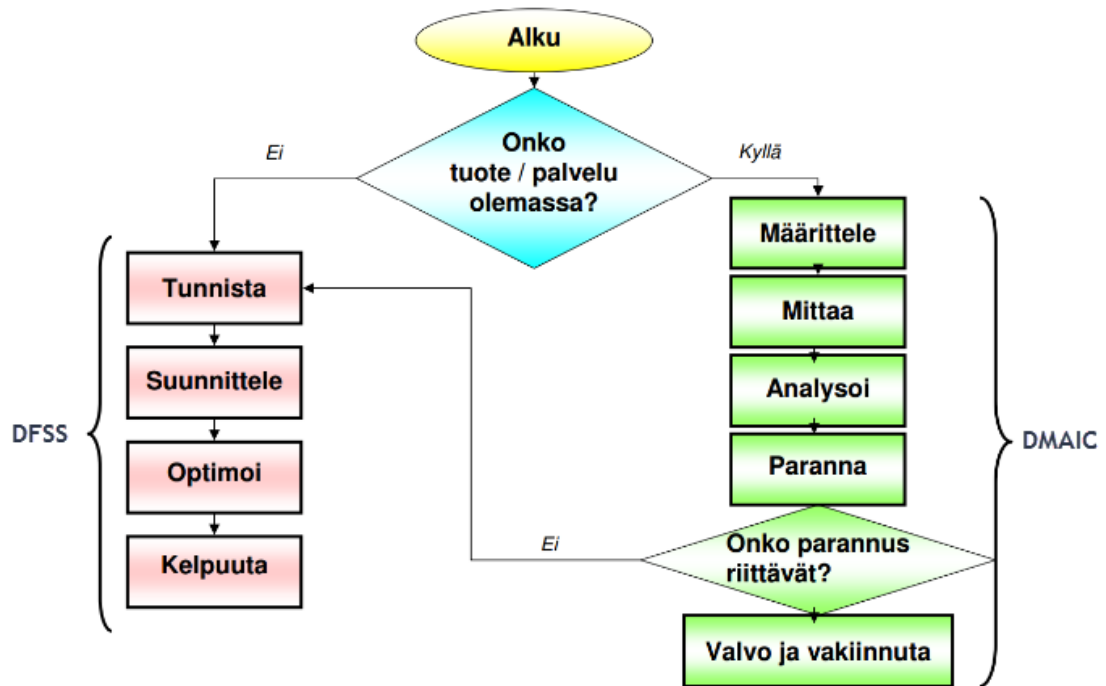 Alku
Onko
tuote / palvelu
olemassa?
Ei
Kyllä
Tunnista
Suunnittele
Optimoi
Kelpuuta
DFSS
Määrittele
Mittaa
Analysoi
Paranna
Onko parannus
riittävät?
Ei
Valvo ja vakiinnuta
DMAIC